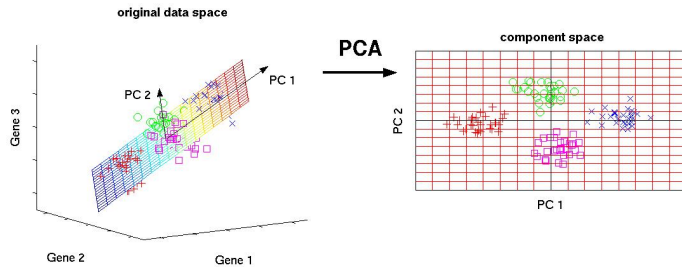 original data space
PCA
component space
PC 1
PC 2
Gene 3
Gene 2
Gene 1
PC 2
PC 1